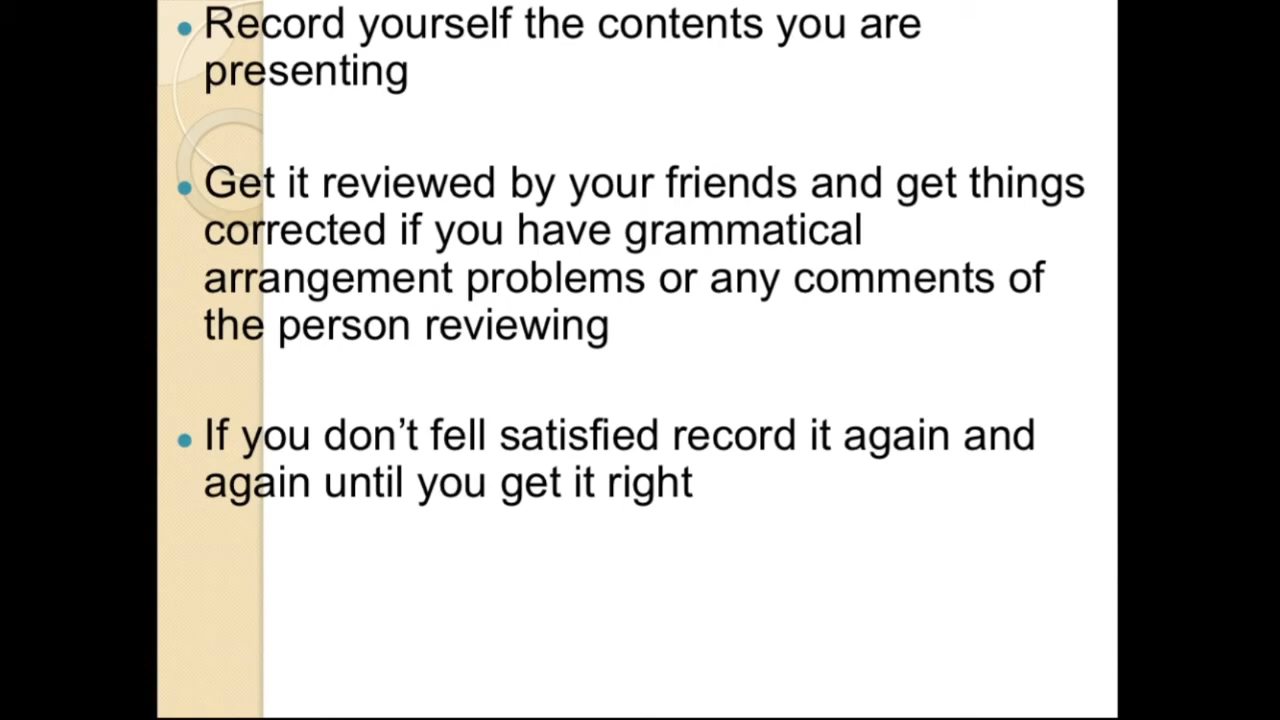 Record yourself the contents you are
presenting
Get it reviewed by your friends and get things
corrected if you have grammatical
arrangement problems or any comments of
the person reviewing
If you don’t fell satisfied record it again and
again until you get it right